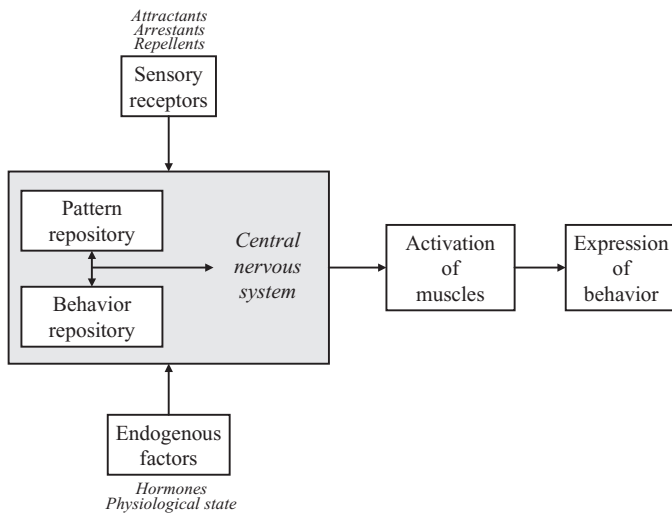 Attractants
Arrestants
Repellents
Sensory
receptors
Pattern
repository
Behavior
repository
Central
nervous
system
Activation
of
muscles
Expression
of
behavior
Endogenous
factors
Hormones
Physiological state